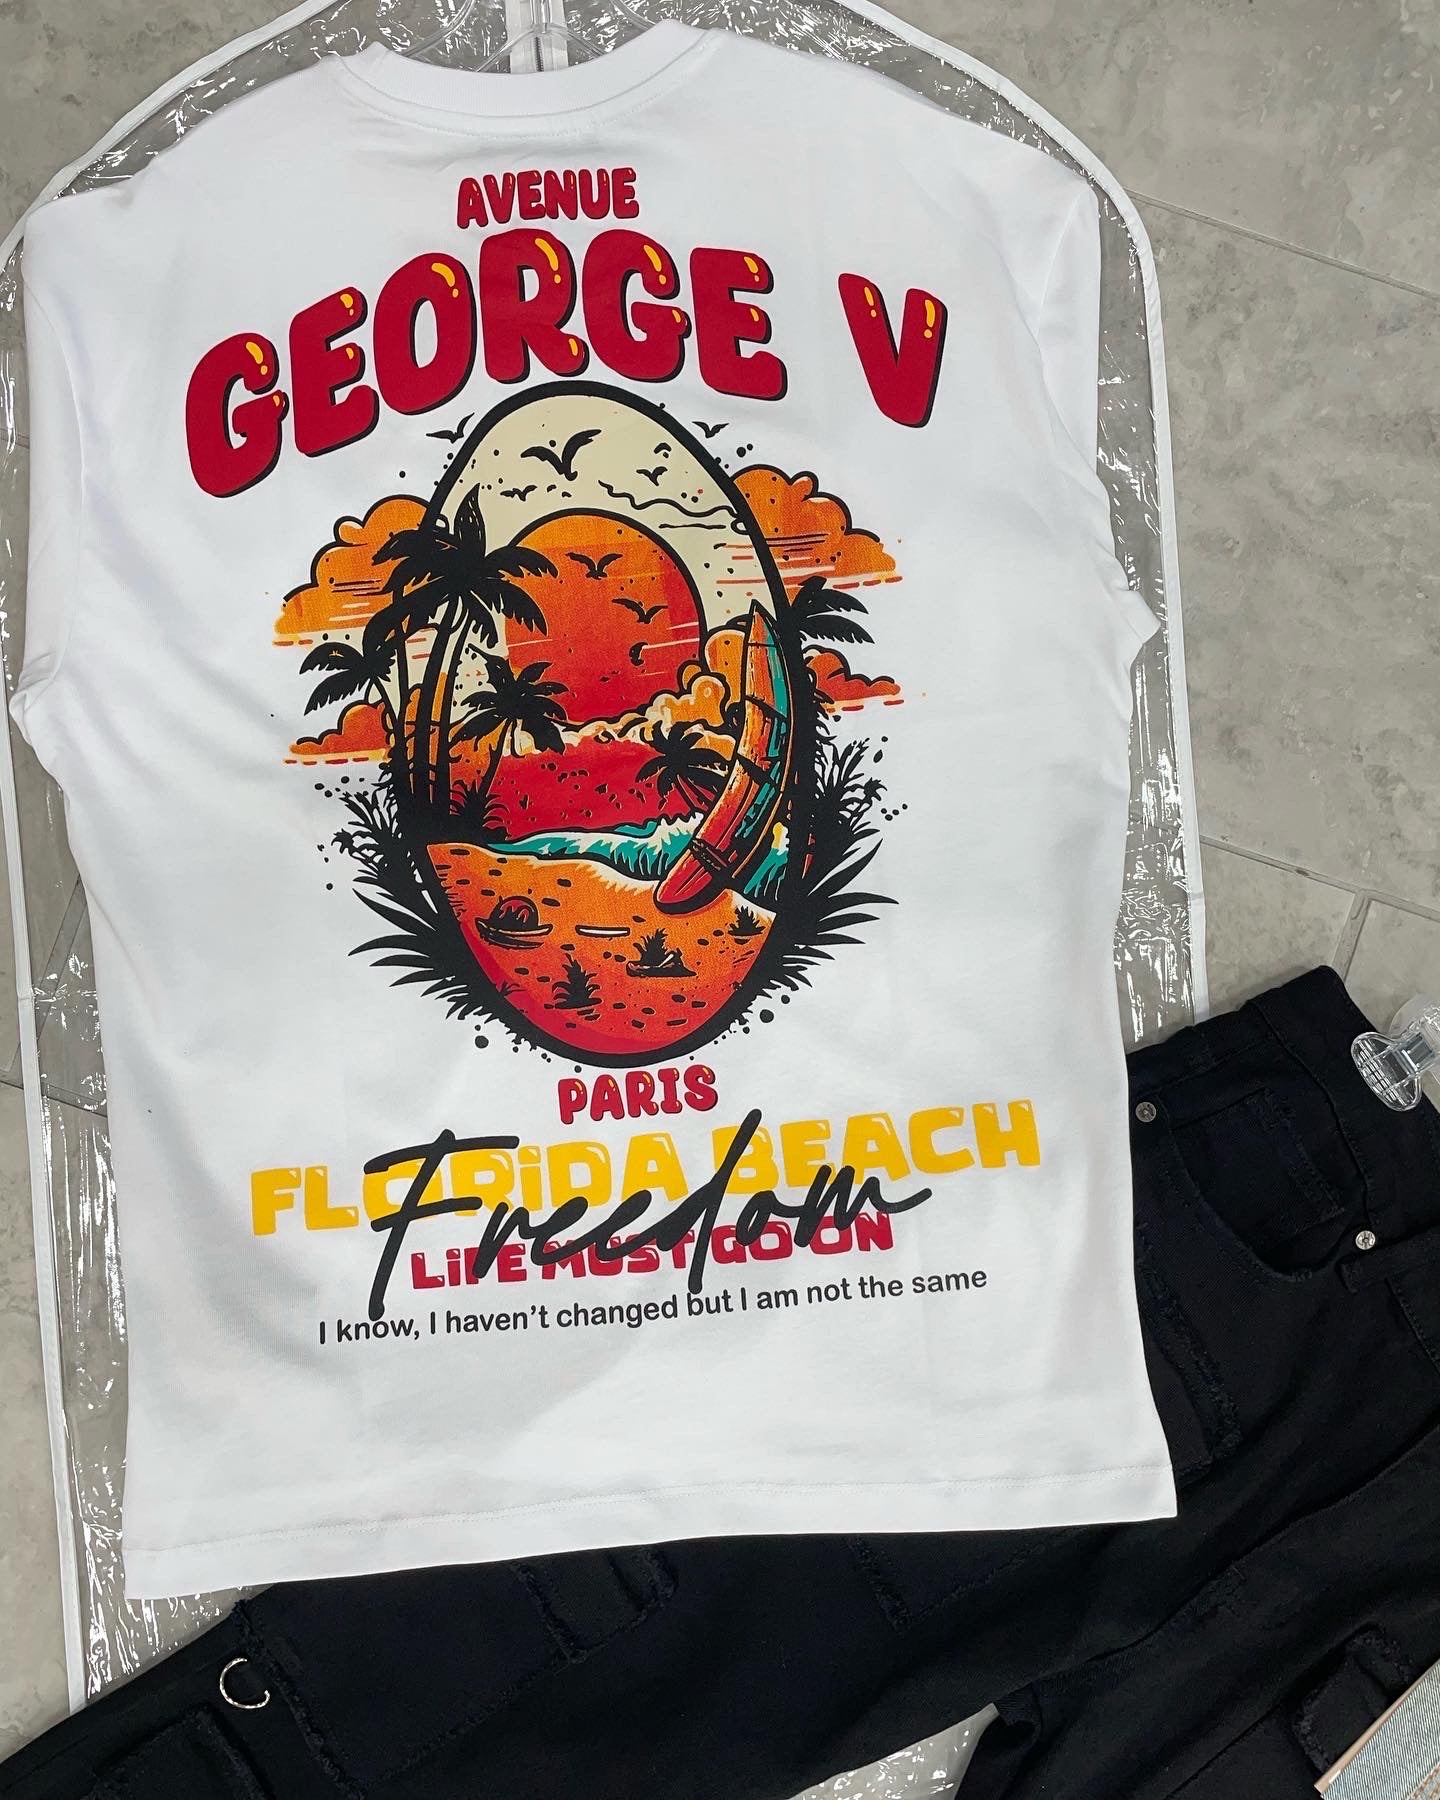 AVENUE
GEORGE V
PARIS
FLORiDA BEACH
Freedom
LiFE MUST GO ON
I know, I haven't changed but I am not the same